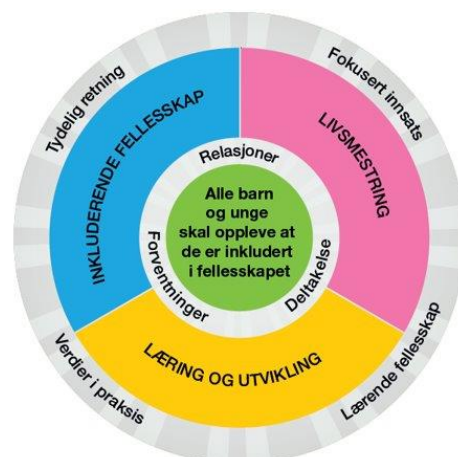 Tydelig retning
Fokusert innsats
INKLUDERENDE FELLESSKAP
LIVSMESTRING
Relasjoner
Alle barn
og unge
skal oppleve at
de er inkludert
i fellesskapet
Forventninger
Deltakelse
LÆRING OG UTVIKLING
Verdier i praksis
Lærende fellesskap